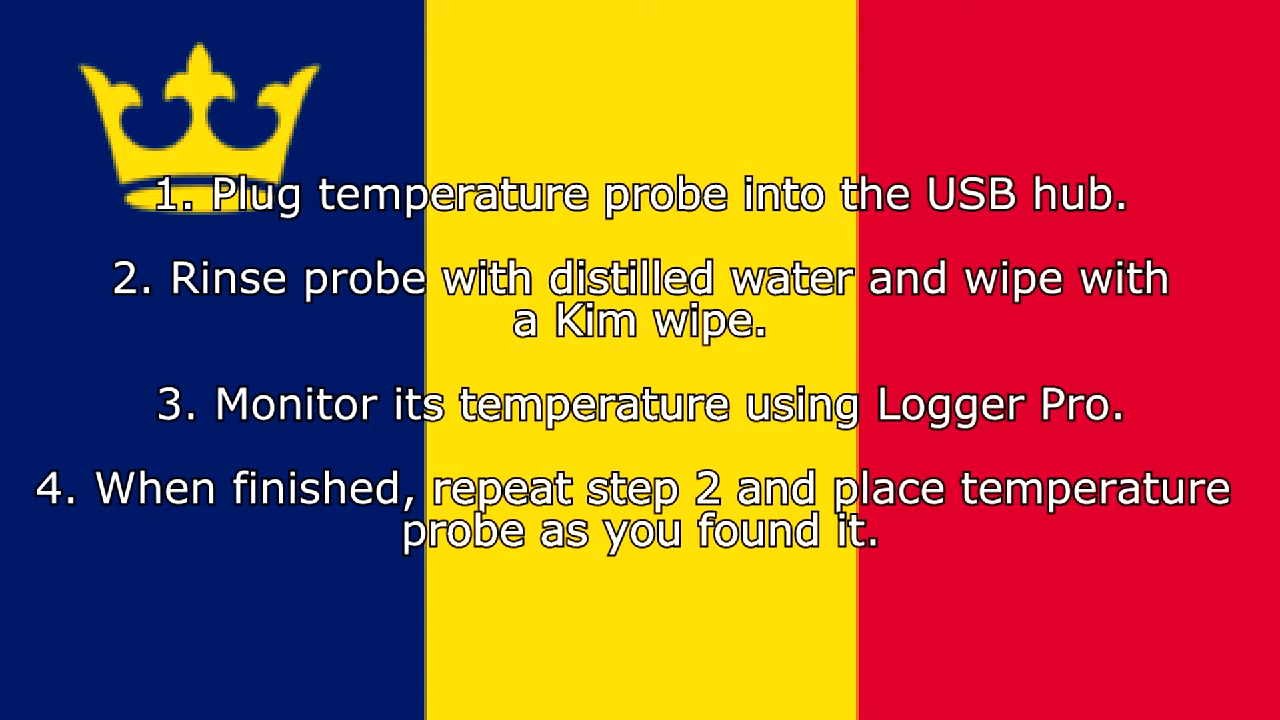 1. Plug temperature probe into the USB hub.
2. Rinse probe with distilled water and wipe with
a Kim wipe.
3. Monitor its temperature using Logger Pro.
4. When finished, repeat step 2 and place temperature
probe as you found it.